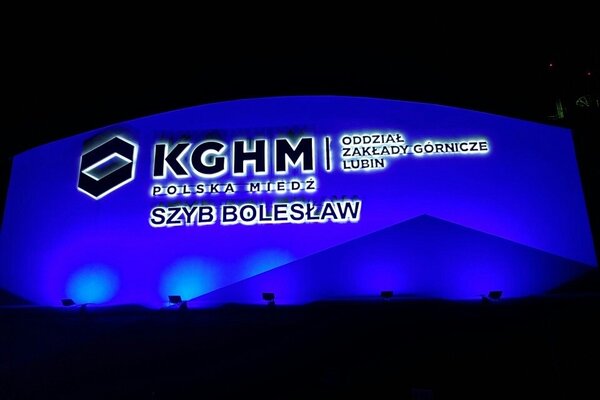 KGHM
POLSKA MIEDŹ
ODDZIAŁ
ZAKŁADY GÓRNICZE
LUBIN
SZYB BOLESŁAW